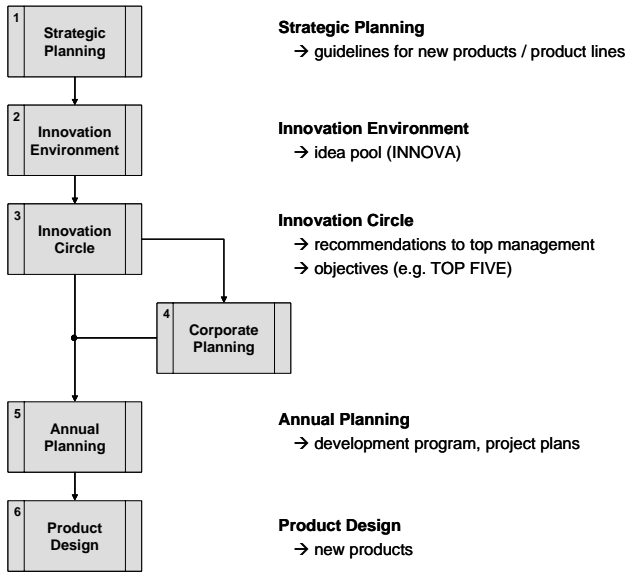 1
Strategic
Planning
Strategic Planning
→ guidelines for new products / product lines
2
Innovation
Environment
Innovation Environment
→ idea pool (INNOVA)
3
Innovation
Circle
Innovation Circle
→ recommendations to top management
→ objectives (e.g. TOP FIVE)
4
Corporate
Planning
5
Annual
Planning
Annual Planning
→ development program, project plans
6
Product
Design
Product Design
→ new products